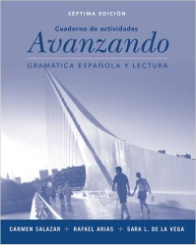 SÉPTIMA EDICIÓN
Cuaderno de actividades
Avanzando
GRAMÁTICA ESPAÑOLA Y LECTURA
CARMEN SALAZAR + RAFAEL ARIAS + SARA L. DE LA VEGA